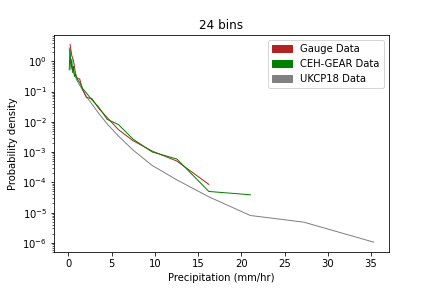 24 bins
Gauge Data
CEH-GEAR Data
UKCP18 Data
Probability density
10⁰
10⁻¹
10⁻²
10⁻³
10⁻⁴
10⁻⁵
10⁻⁶
0 5 10 15 20 25 30 35
Precipitation (mm/hr)